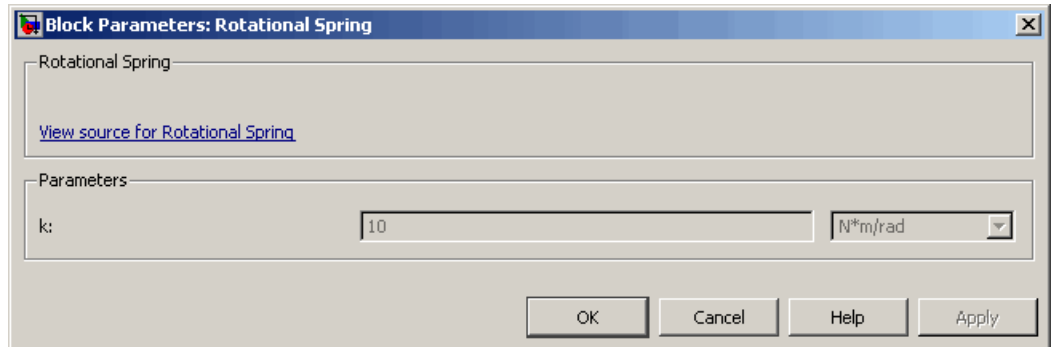 Block Parameters: Rotational Spring
Rotational Spring
View source for Rotational Spring
Parameters
k: 10 N*m/rad
OK Cancel Help Apply